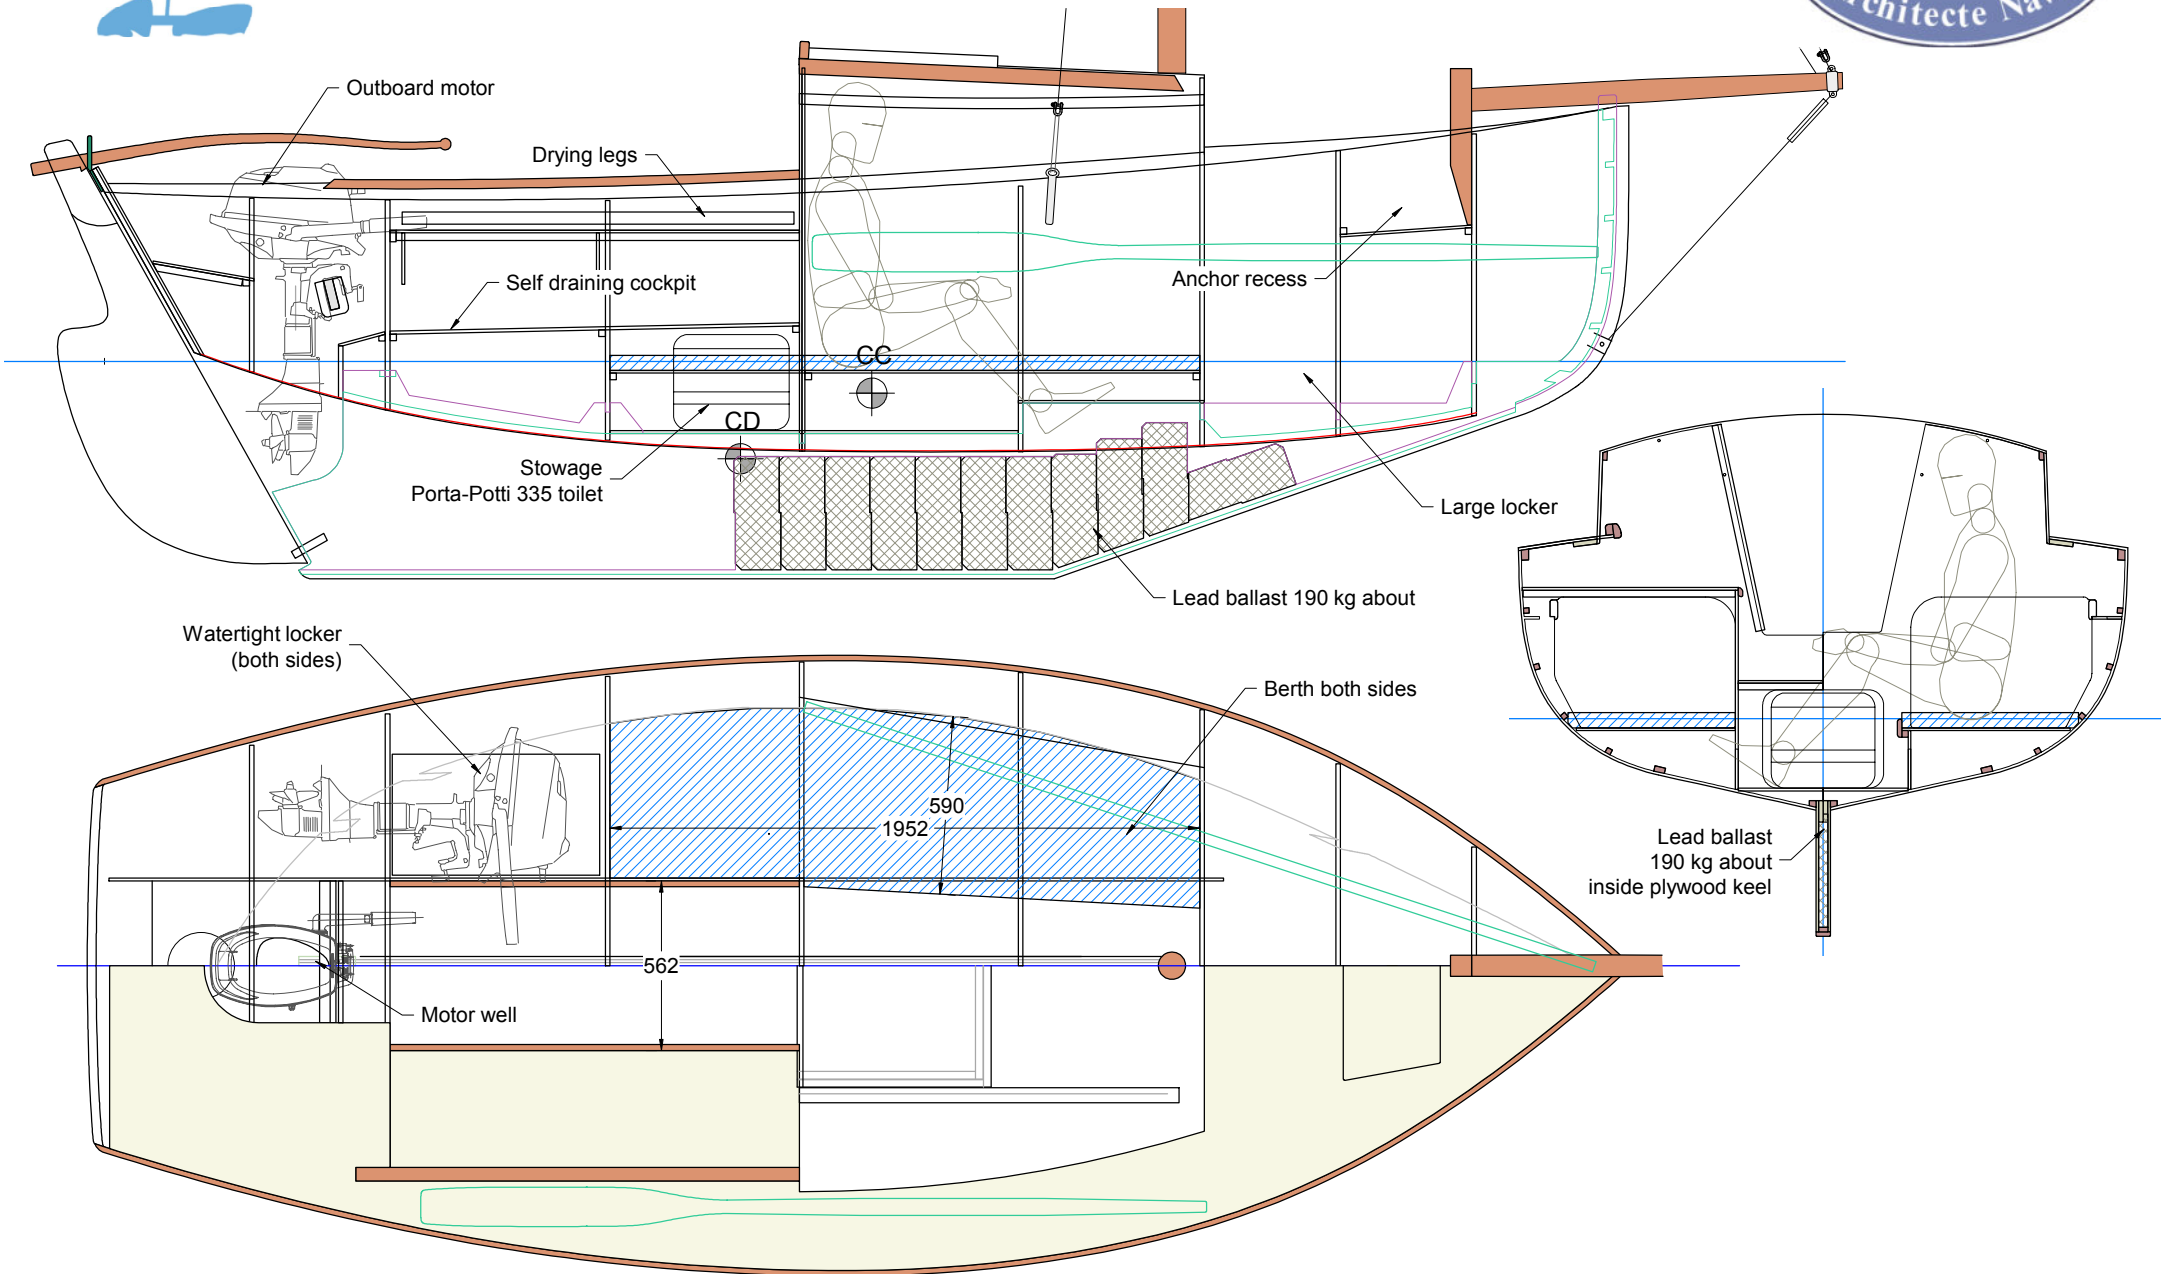 chitecte Nav
Outboard motor
Drying legs
Self draining cockpit
Anchor recess
CC
CD
Stowage
Porta-Potti 335 toilet
Large locker
Lead ballast 190 kg about
Watertight locker
(both sides)
Berth both sides
590
1952
Lead ballast
190 kg about
inside plywood keel
562
Motor well